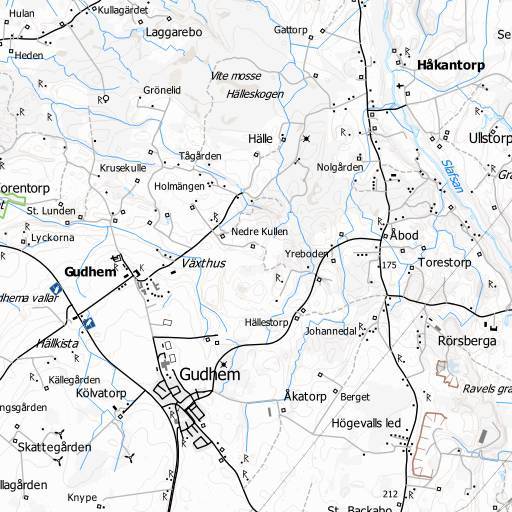 Hulan
Kullagärdet
Gattorp
Laggarebo
Se
Heden
Håkantorp
Vite mosse
Grönelid
Hälleskogen
Hälle
Ullstorp
Tågården
Krusekulle
Nolgården
Slafsan
Holmängen
orentorp
St. Lunden
Nedre Kullen
Åbod
Lyckorna
Yreboden
Gudhem
Växthus
175
Torestorp
dhems vallar
Hällestorp
Johannedal
Hällkista
Rörsberga
Gudhem
Källegården
Ravels gra
Kölvatorp
Åkatorp
Berget
ngsgården
Högevalls led
Skattegården
llagården
Knype
212
St. Backabo